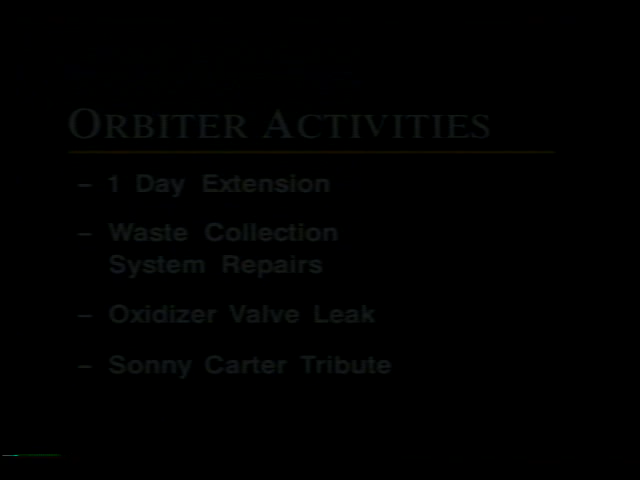 ORBITER ACTIVITIES
– 1 Day Extension
– Waste Collection
System Repairs
– Oxidizer Valve Leak
– Sonny Carter Tribute